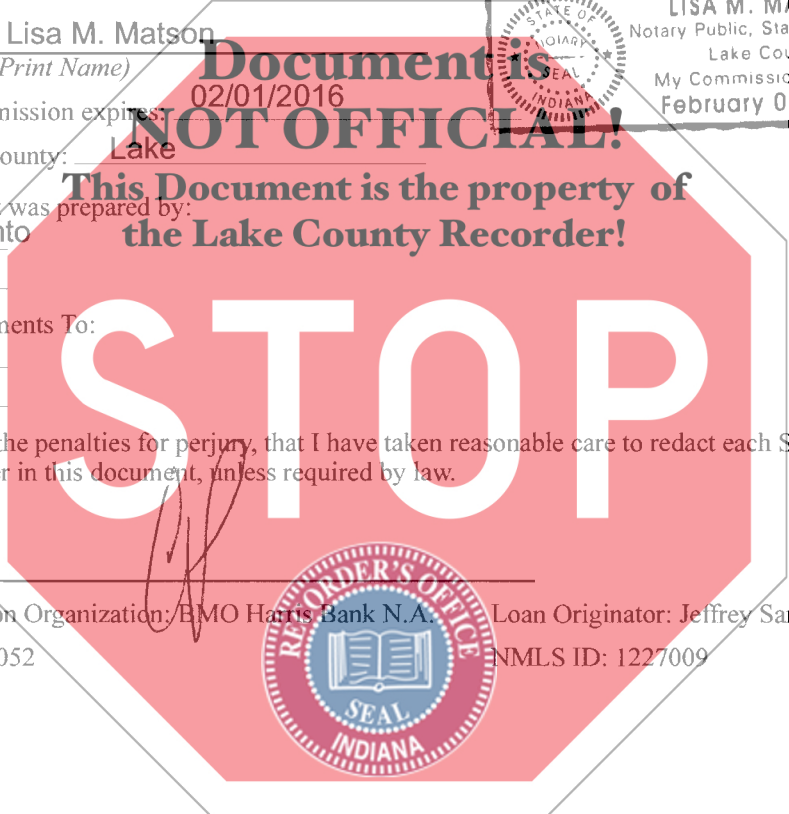 Lisa M. Matson
LISA M. MA
STATE OF
Notary Public, Sta
NOTARY
Lake Cou
Print Name)
Document is
SEAL
My Commissio
INDIANA
February 0
mission expires: 02/01/2016
NOT OFFICIAL!
ounty: Lake
This Document is the property of
was prepared by:
nto
the Lake County Recorder!
ments To:
STOP
the penalties for perjury, that I have taken reasonable care to redact each S
r in this document, unless required by law.
on Organization: BMO Harris Bank N.A. Loan Originator: Jeffrey Sa
052 NMLS ID: 1227009
RECORDER'S OFFICE
SEAL
INDIANA